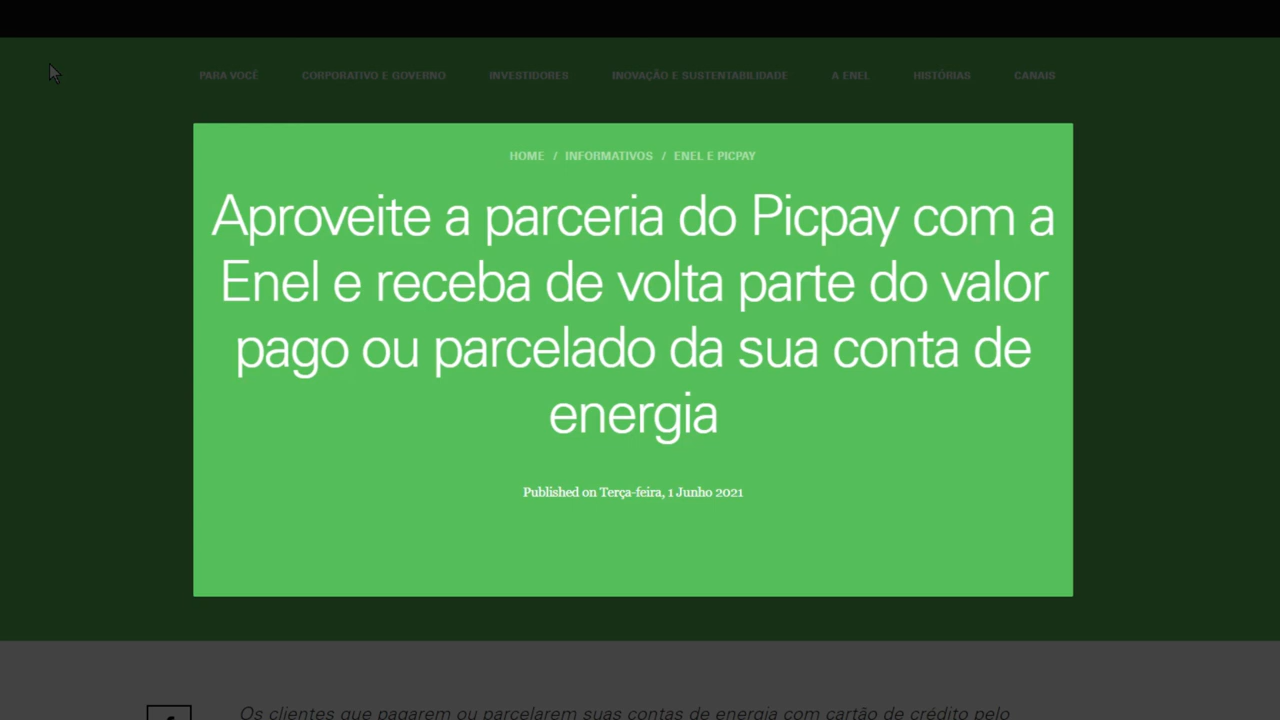 PARA VOCÊ CORPORATIVO E GOVERNO INVESTIDORES INOVAÇÃO E SUSTENTABILIDADE A ENEL HISTÓRIAS CANAIS
HOME / INFORMATIVOS / ENEL E PICPAY
Aproveite a parceria do Picpay com a
Enel e receba de volta parte do valor
pago ou parcelado da sua conta de
energia
Published on Terça-feira, 1 Junho 2021
Os clientes que pagarem ou parcelarem suas contas de energia com cartão de crédito pelo